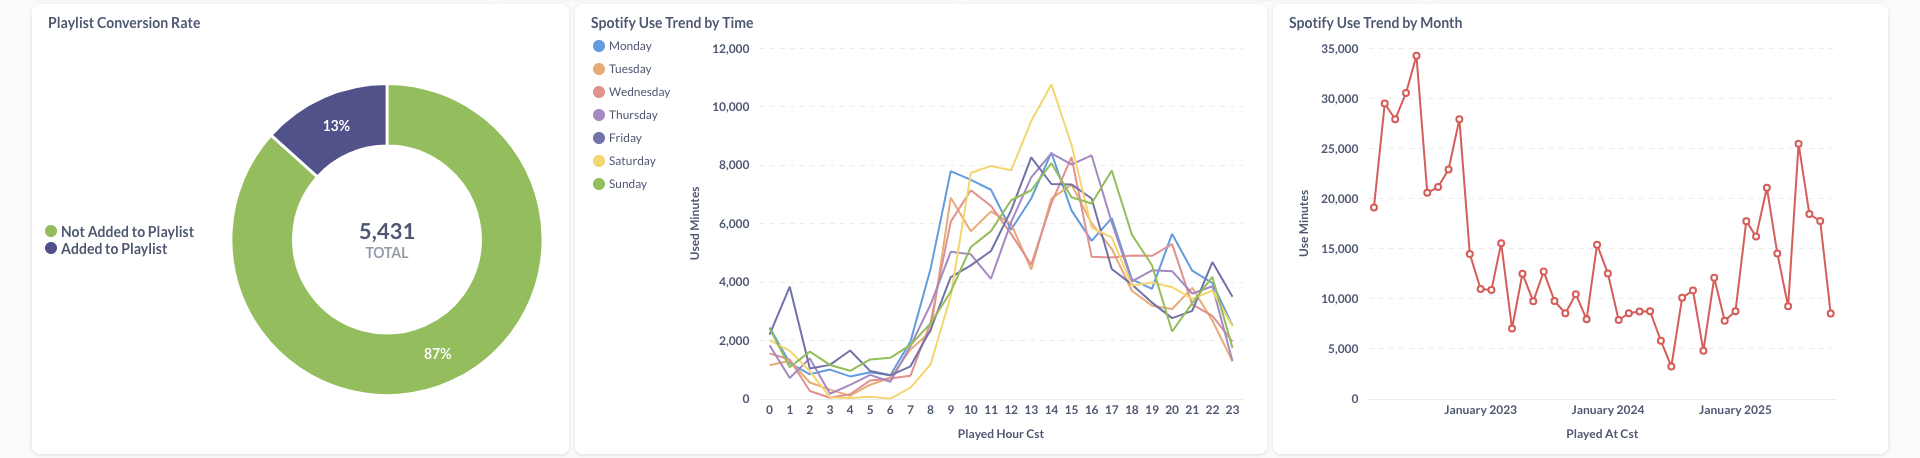 Playlist Conversion Rate
Not Added to Playlist
Added to Playlist
13%
5,431
TOTAL
87%
Spotify Use Trend by Time
Monday
Tuesday
Wednesday
Thursday
Friday
Saturday
Sunday
Used Minutes
12,000
10,000
8,000
6,000
4,000
2,000
0
0 1 2 3 4 5 6 7 8 9 10 11 12 13 14 15 16 17 18 19 20 21 22 23
Played Hour Cst
Spotify Use Trend by Month
Use Minutes
35,000
30,000
25,000
20,000
15,000
10,000
5,000
0
January 2023 January 2024 January 2025
Played At Cst